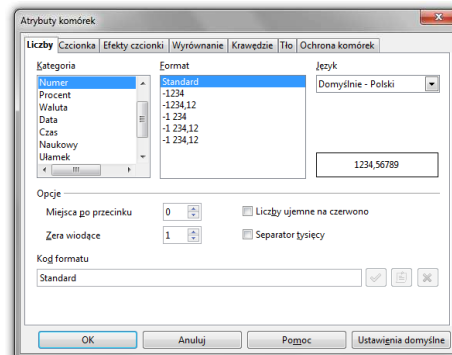 Atrybuty komórek
Liczby Czcionka Efekty czcionki Wyrównanie Krawędzie Tło Ochrona komórek
Kategoria Format Język
Numer Standard Domyślnie - Polski
Procent -1234
Waluta -1234,12
Data -1 234
Czas -1 234,12
Naukowy -1 234,12
Ułamek
1234,56789
Opcje
Miejsca po przecinku 0 Liczby ujemne na czerwono
Zera wiodące 1 Separator tysięcy
Kod formatu
Standard
OK Anuluj Pomoc Ustawienia domyślne